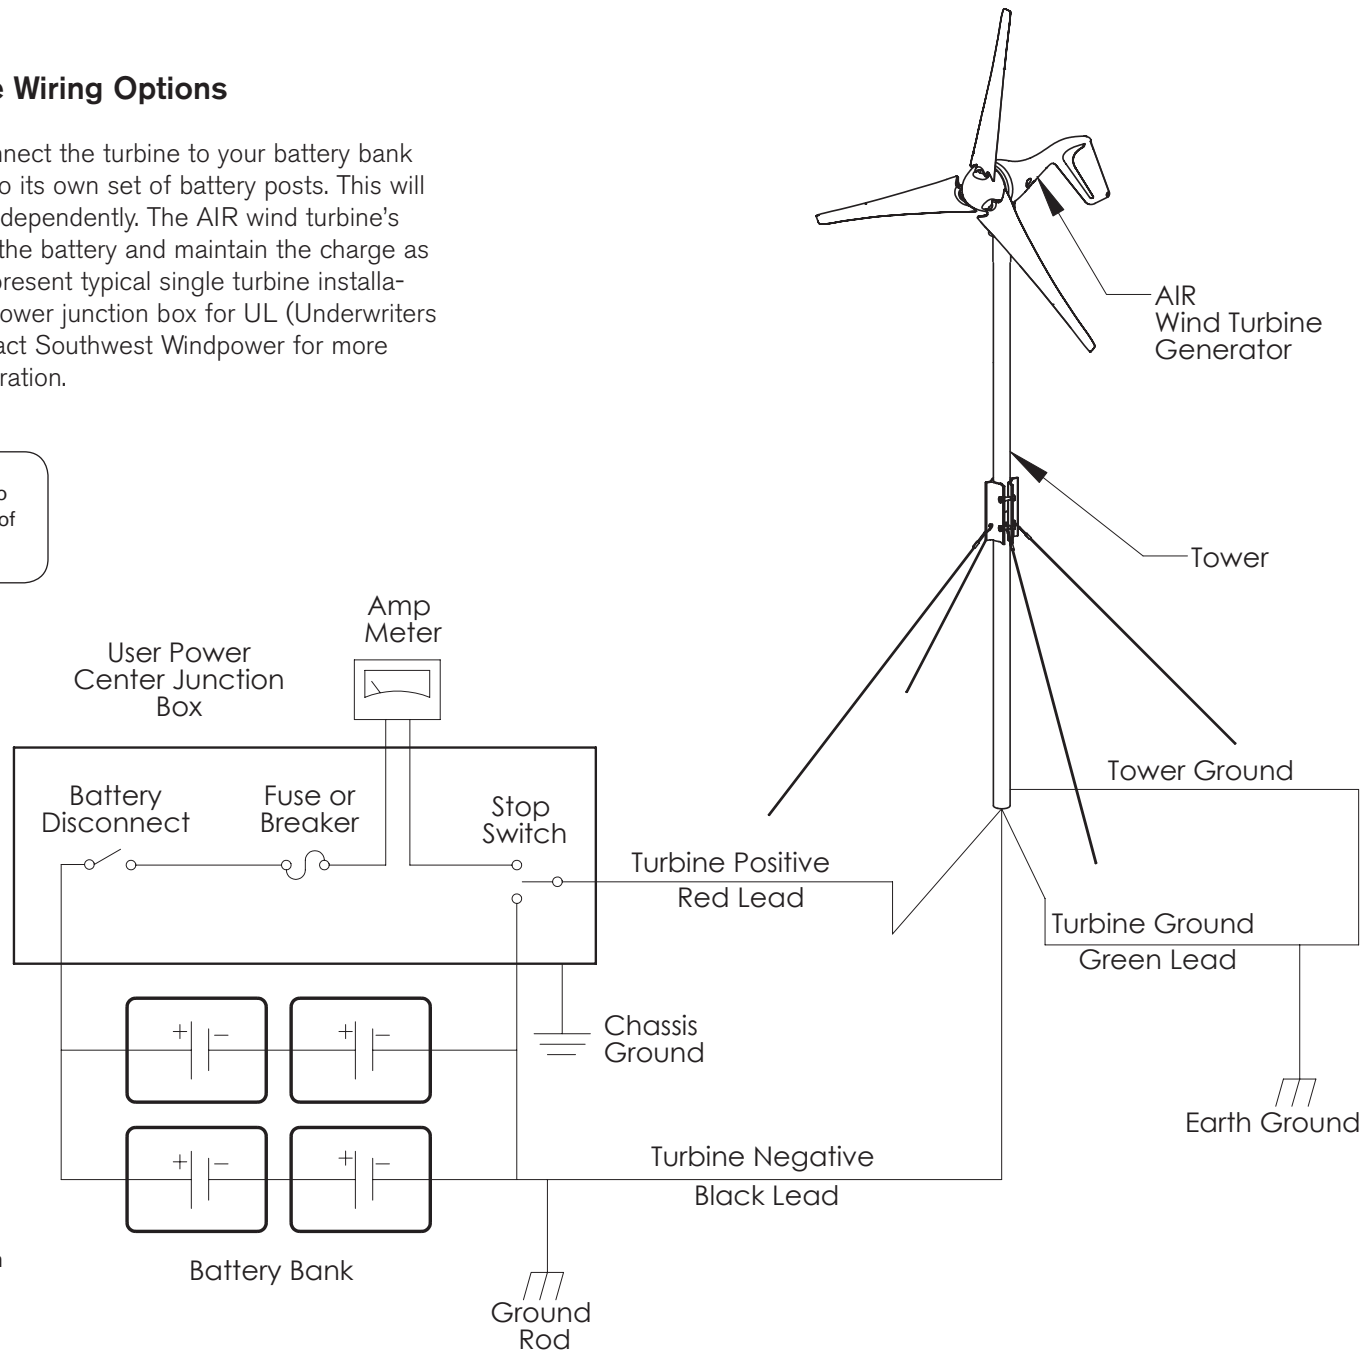 e Wiring Options
nnect the turbine to your battery bank
o its own set of battery posts. This will
dependently. The AIR wind turbine's
the battery and maintain the charge as
present typical single turbine installa-
ower junction box for UL (Underwriters
act Southwest Windpower for more
ration.
o
of
AIR
Wind Turbine
Generator
Tower
Amp
Meter
User Power
Center Junction
Box
Battery
Disconnect
Fuse or
Breaker
Stop
Switch
Tower Ground
Turbine Positive
Red Lead
Turbine Ground
Green Lead
+ − + −
Chassis
Ground
Earth Ground
+ − + −
Turbine Negative
Black Lead
Battery Bank
Ground
Rod